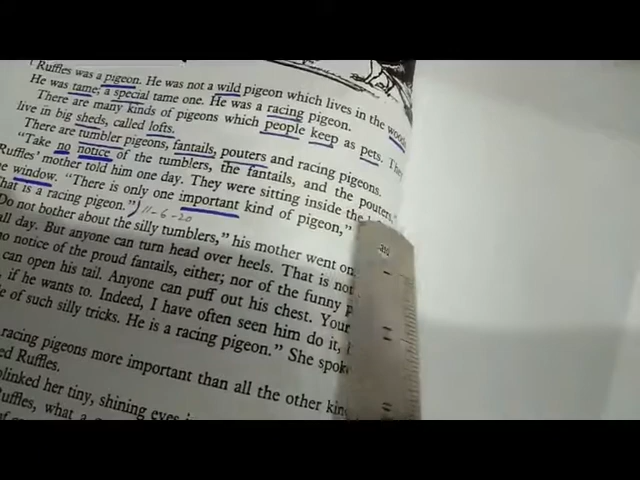 Ruffles was a pigeon. He was not a wild pigeon which lives in the woods
He was tame; a special tame one. He was a racing pigeon.
There are many kinds of pigeons which people keep as pets. They
live in big sheds, called lofts.
There are tumbler pigeons, fantails, pouters and racing pigeons.
"Take no notice of the tumblers, the fantails, and the pouters,"
Ruffles' mother told him one day. They were sitting inside the
window. "There is only one important kind of pigeon,"
That is a racing pigeon.") 11-6-20
Do not bother about the silly tumblers," his mother went on
all day. But anyone can turn head over heels. That is not
no notice of the proud fantails, either; nor of the funny
can open his tail. Anyone can puff out his chest. Your
, if he wants to. Indeed, I have often seen him do it,
of such silly tricks. He is a racing pigeon." She spoke
racing pigeons more important than all the other
ed Ruffles.
blinked her tiny, shining eyes
Ruffles, what a